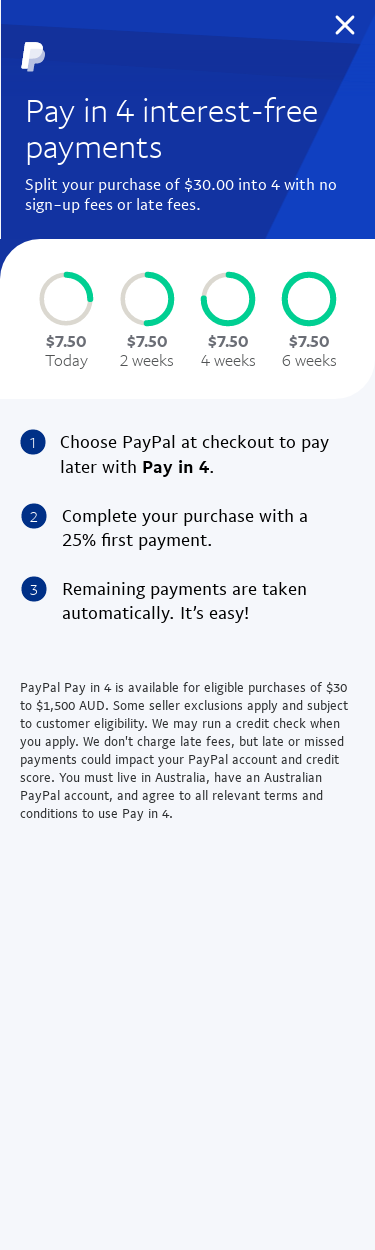 Pay in 4 interest-free
payments
Split your purchase of $30.00 into 4 with no
sign-up fees or late fees.
$7.50 $7.50 $7.50 $7.50
Today 2 weeks 4 weeks 6 weeks
1 Choose PayPal at checkout to pay
later with Pay in 4.
2 Complete your purchase with a
25% first payment.
3 Remaining payments are taken
automatically. It’s easy!
PayPal Pay in 4 is available for eligible purchases of $30
to $1,500 AUD. Some seller exclusions apply and subject
to customer eligibility. We may run a credit check when
you apply. We don't charge late fees, but late or missed
payments could impact your PayPal account and credit
score. You must live in Australia, have an Australian
PayPal account, and agree to all relevant terms and
conditions to use Pay in 4.